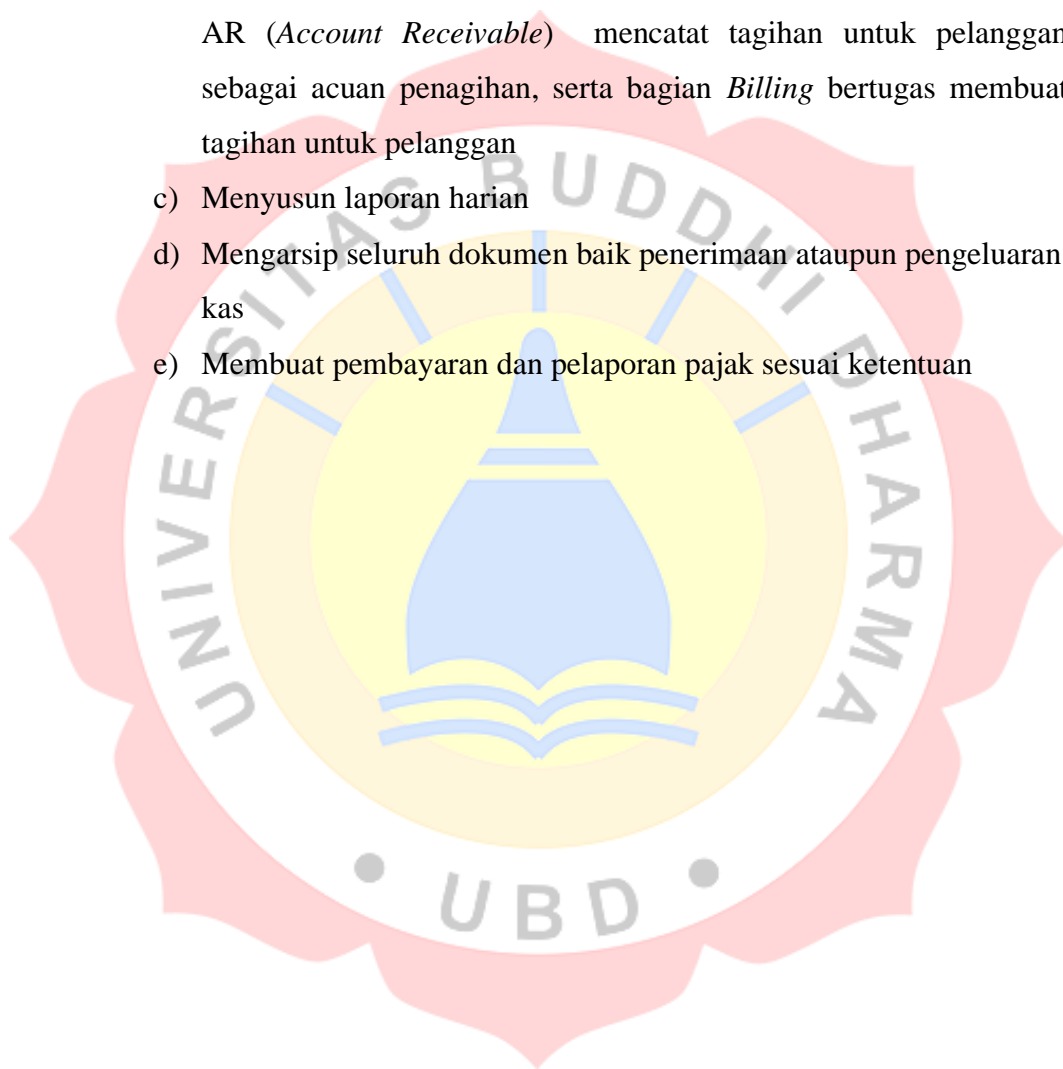 AR (Account Receivable) mencatat tagihan untuk pelanggan
sebagai acuan penagihan, serta bagian Billing bertugas membuat
tagihan untuk pelanggan
c) Menyusun laporan harian
d) Mengarsip seluruh dokumen baik penerimaan ataupun pengeluaran
kas
e) Membuat pembayaran dan pelaporan pajak sesuai ketentuan
UNIVERSITAS BUDDHI DHARMA
• UBD •